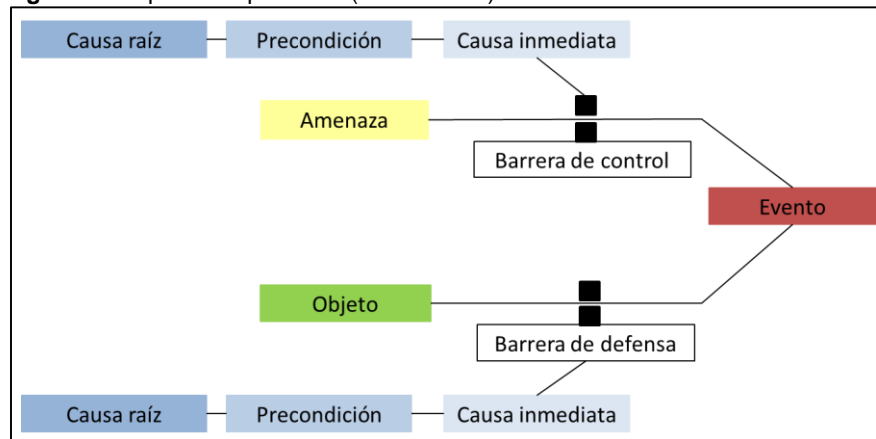 Causa raíz Precondición Causa inmediata
Amenaza
Barrera de control
Evento
Objeto
Barrera de defensa
Causa raíz Precondición Causa inmediata